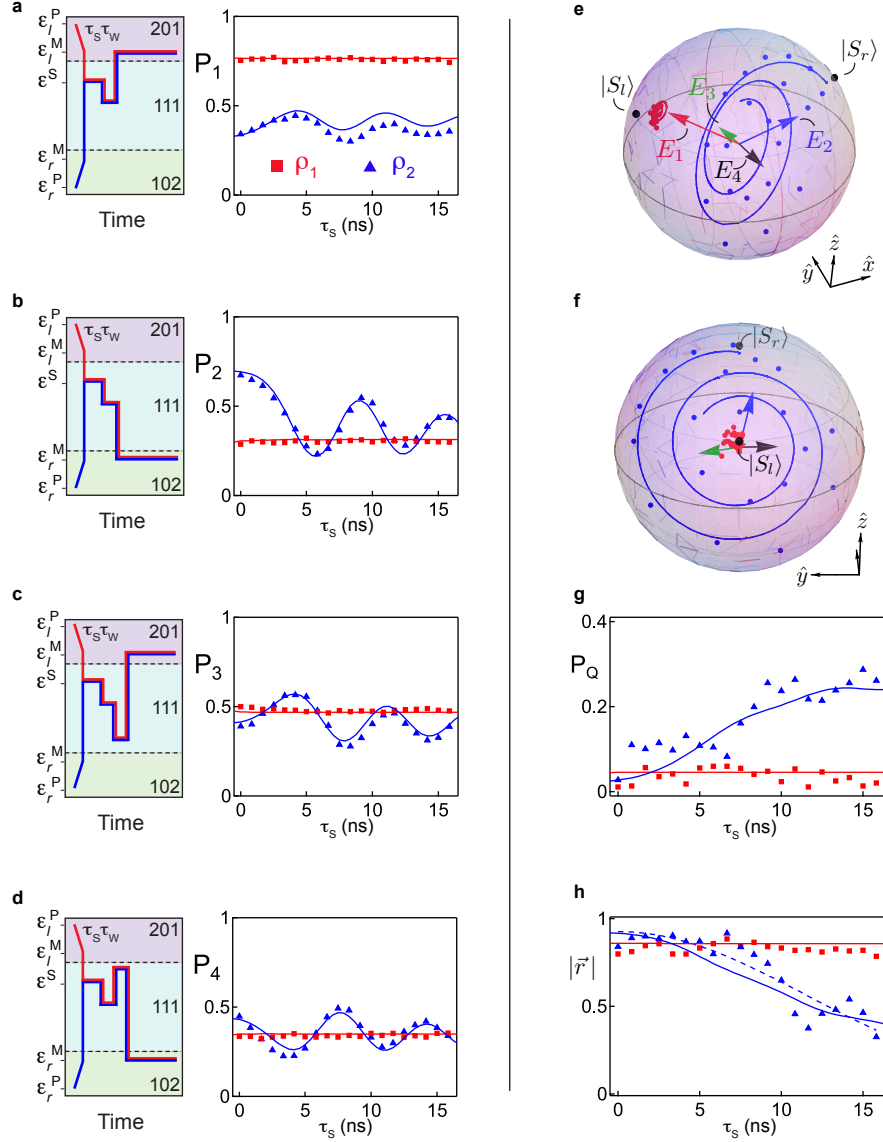 a
ε_l^P
ε_l^M
ε^S
ε_r^M
ε_r^P
τ_S τ_W
201
111
102
Time
P_1
1
0.5
0
ρ_1
ρ_2
0 5 10 15
τ_S (ns)
b
ε_l^P
ε_l^M
ε^S
ε_r^M
ε_r^P
τ_S τ_W
201
111
102
Time
P_2
1
0.5
0
0 5 10 15
τ_S (ns)
c
ε_l^P
ε_l^M
ε^S
ε_r^M
ε_r^P
τ_S τ_W
201
111
102
Time
P_3
1
0.5
0
0 5 10 15
τ_S (ns)
d
ε_l^P
ε_l^M
ε^S
ε_r^M
ε_r^P
τ_S τ_W
201
111
102
Time
P_4
1
0.5
0
0 5 10 15
τ_S (ns)
e
|S_l⟩
|S_r⟩
E_3
E_1
E_2
E_4
ŷ ẑ x̂
f
|S_r⟩
|S_l⟩
ẑ
ŷ
g
P_Q
0.4
0.2
0
0 5 10 15
τ_S (ns)
h
|r⃗|
1
0.5
0
0 5 10 15
τ_S (ns)